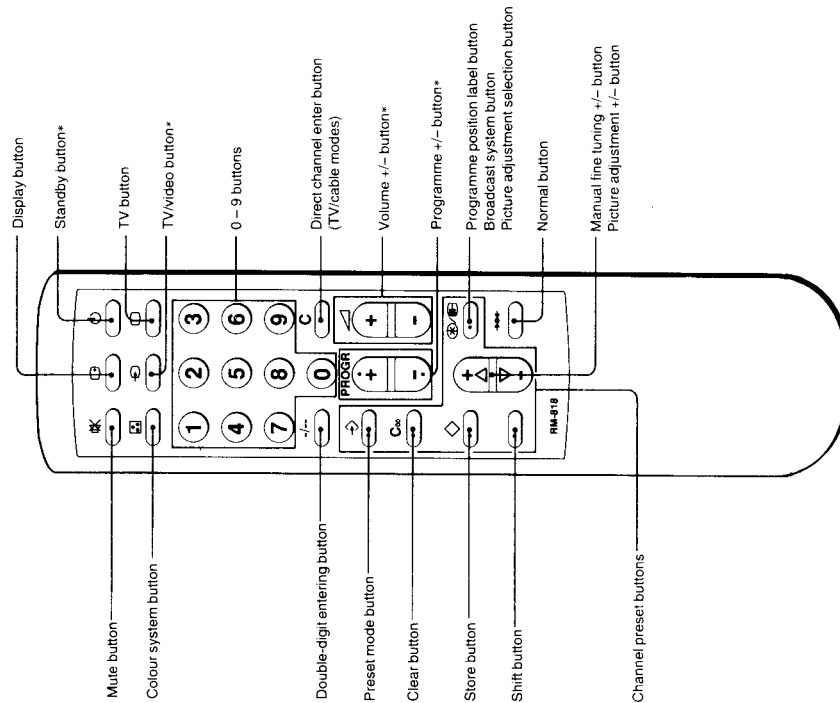 Display button
Standby button*
TV button
TV/video button*
0 – 9 buttons
Direct channel enter button
(TV/cable modes)
Volume +/– button*
Programme +/– button*
Programme position label button
Broadcast system button
Picture adjustment selection button
Normal button
Manual fine tuning +/– button
Picture adjustment +/– button
1 2 3
4 5 6
7 8 9
-/-- 0 C
PROGR
+ +
– –
C∞
+
–
RM-818
Mute button
Colour system button
Double-digit entering button
Preset mode button
Clear button
Store button
Shift button
Channel preset buttons